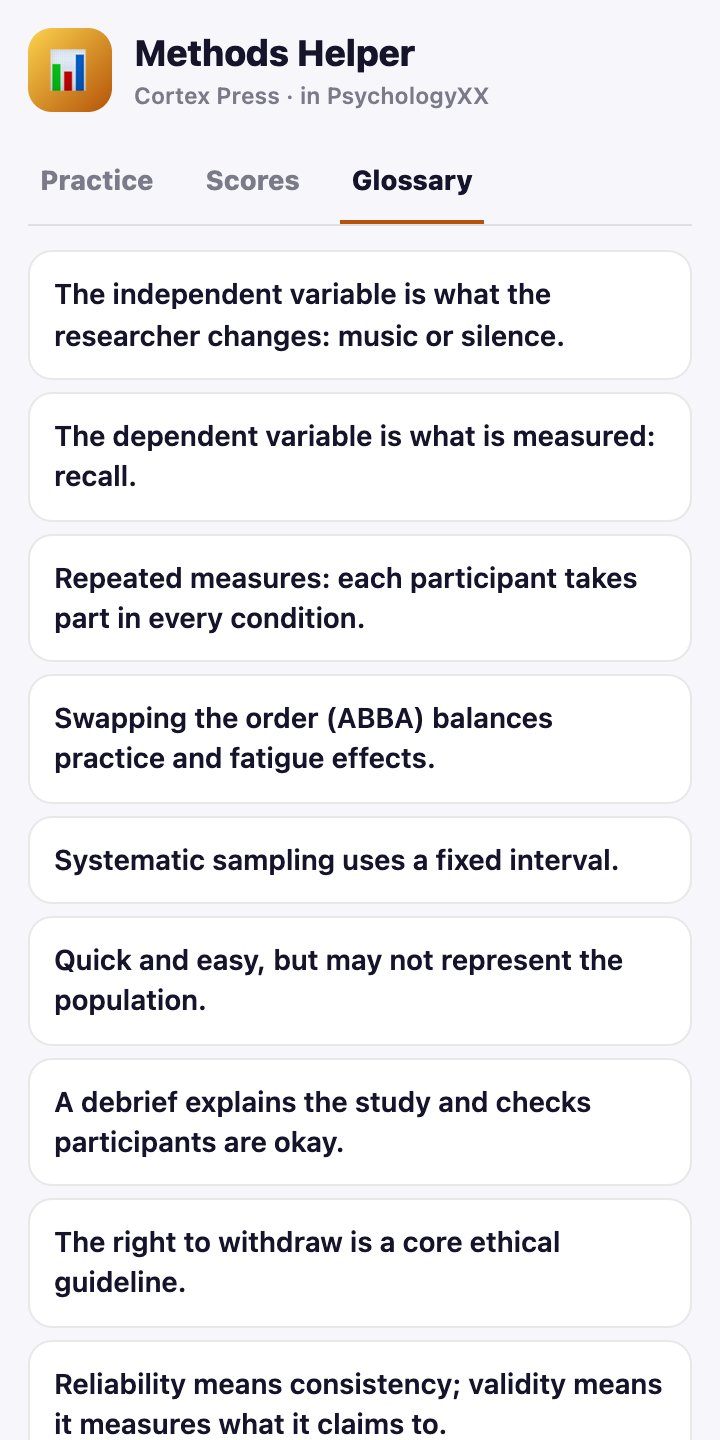 Methods Helper
Cortex Press · in PsychologyXX
Practice Scores Glossary
The independent variable is what the
researcher changes: music or silence.
The dependent variable is what is measured:
recall.
Repeated measures: each participant takes
part in every condition.
Swapping the order (ABBA) balances
practice and fatigue effects.
Systematic sampling uses a fixed interval.
Quick and easy, but may not represent the
population.
A debrief explains the study and checks
participants are okay.
The right to withdraw is a core ethical
guideline.
Reliability means consistency; validity means
it measures what it claims to.